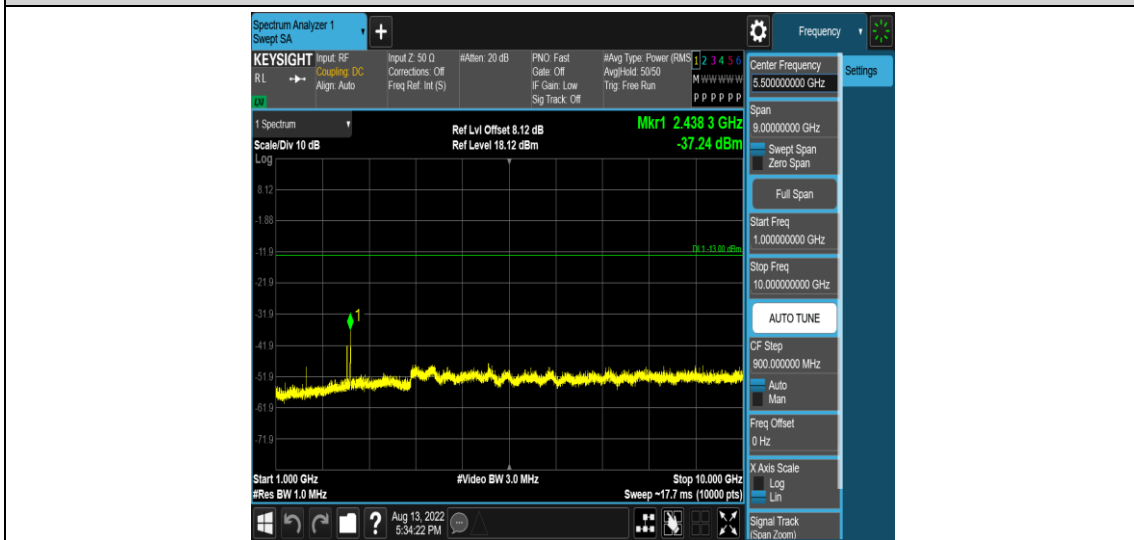 Spectrum Analyzer 1
Swept SA
+
Frequency
KEYSIGHT
RL
Input: RF
Coupling: DC
Align: Auto
Input Z: 50 Ω
Corrections: Off
Freq Ref: Int (S)
#Atten: 20 dB
PNO: Fast
Gate: Off
IF Gain: Low
Sig Track: Off
#Avg Type: Power (RMS
Avg|Hold: 50/50
Trig: Free Run
1 2 3 4 5 6
M W W W W W
P P P P P P
1 Spectrum
Scale/Div 10 dB
Ref Lvl Offset 8.12 dB
Ref Level 18.12 dBm
Mkr1 2.438 3 GHz
-37.24 dBm
Log
8.12
-1.88
-11.9
DL1 -13.00 dBm
-21.9
-31.9
1
-41.9
-51.9
-61.9
-71.9
Start 1.000 GHz
#Video BW 3.0 MHz
Stop 10.000 GHz
#Res BW 1.0 MHz
Sweep ~17.7 ms (10000 pts)
?
Aug 13, 2022
5:34:22 PM
Center Frequency
5.500000000 GHz
Settings
Span
9.00000000 GHz
Swept Span
Zero Span
Full Span
Start Freq
1.000000000 GHz
Stop Freq
10.000000000 GHz
AUTO TUNE
CF Step
900.000000 MHz
Auto
Man
Freq Offset
0 Hz
X Axis Scale
Log
Lin
Signal Track
(Span Zoom)